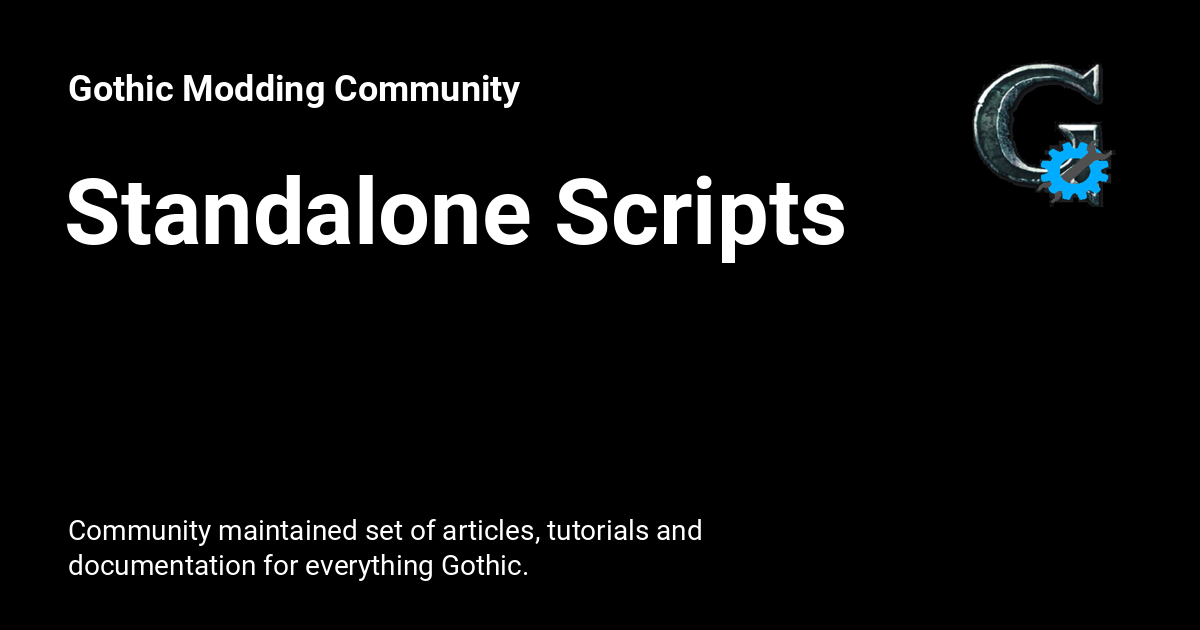 Gothic Modding Community
G
Standalone Scripts
Community maintained set of articles, tutorials and
documentation for everything Gothic.